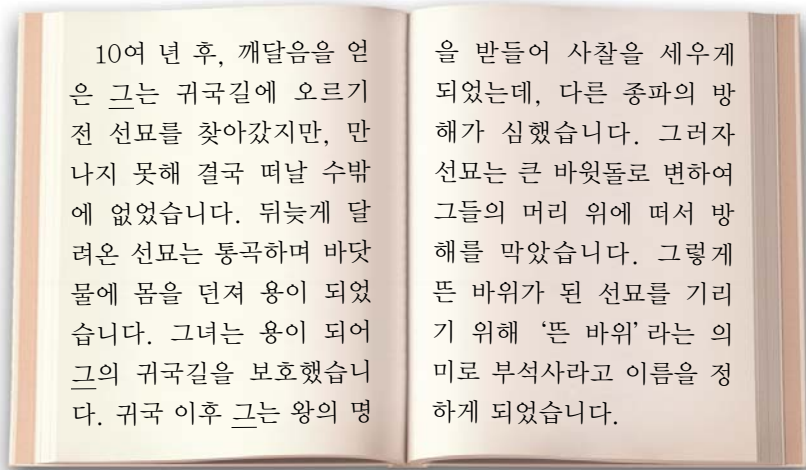 10여 년 후, 깨달음을 얻
은 그는 귀국길에 오르기
전 선묘를 찾아갔지만, 만
나지 못해 결국 떠날 수밖
에 없었습니다. 뒤늦게 달
려온 선묘는 통곡하며 바닷
물에 몸을 던져 용이 되었
습니다. 그녀는 용이 되어
그의 귀국길을 보호했습니
다. 귀국 이후 그는 왕의 명
을 받들어 사찰을 세우게
되었는데, 다른 종파의 방
해가 심했습니다. 그러자
선묘는 큰 바윗돌로 변하여
그들의 머리 위에 떠서 방
해를 막았습니다. 그렇게
뜬 바위가 된 선묘를 기리
기 위해 ‘뜬 바위’라는 의
미로 부석사라고 이름을 정
하게 되었습니다.